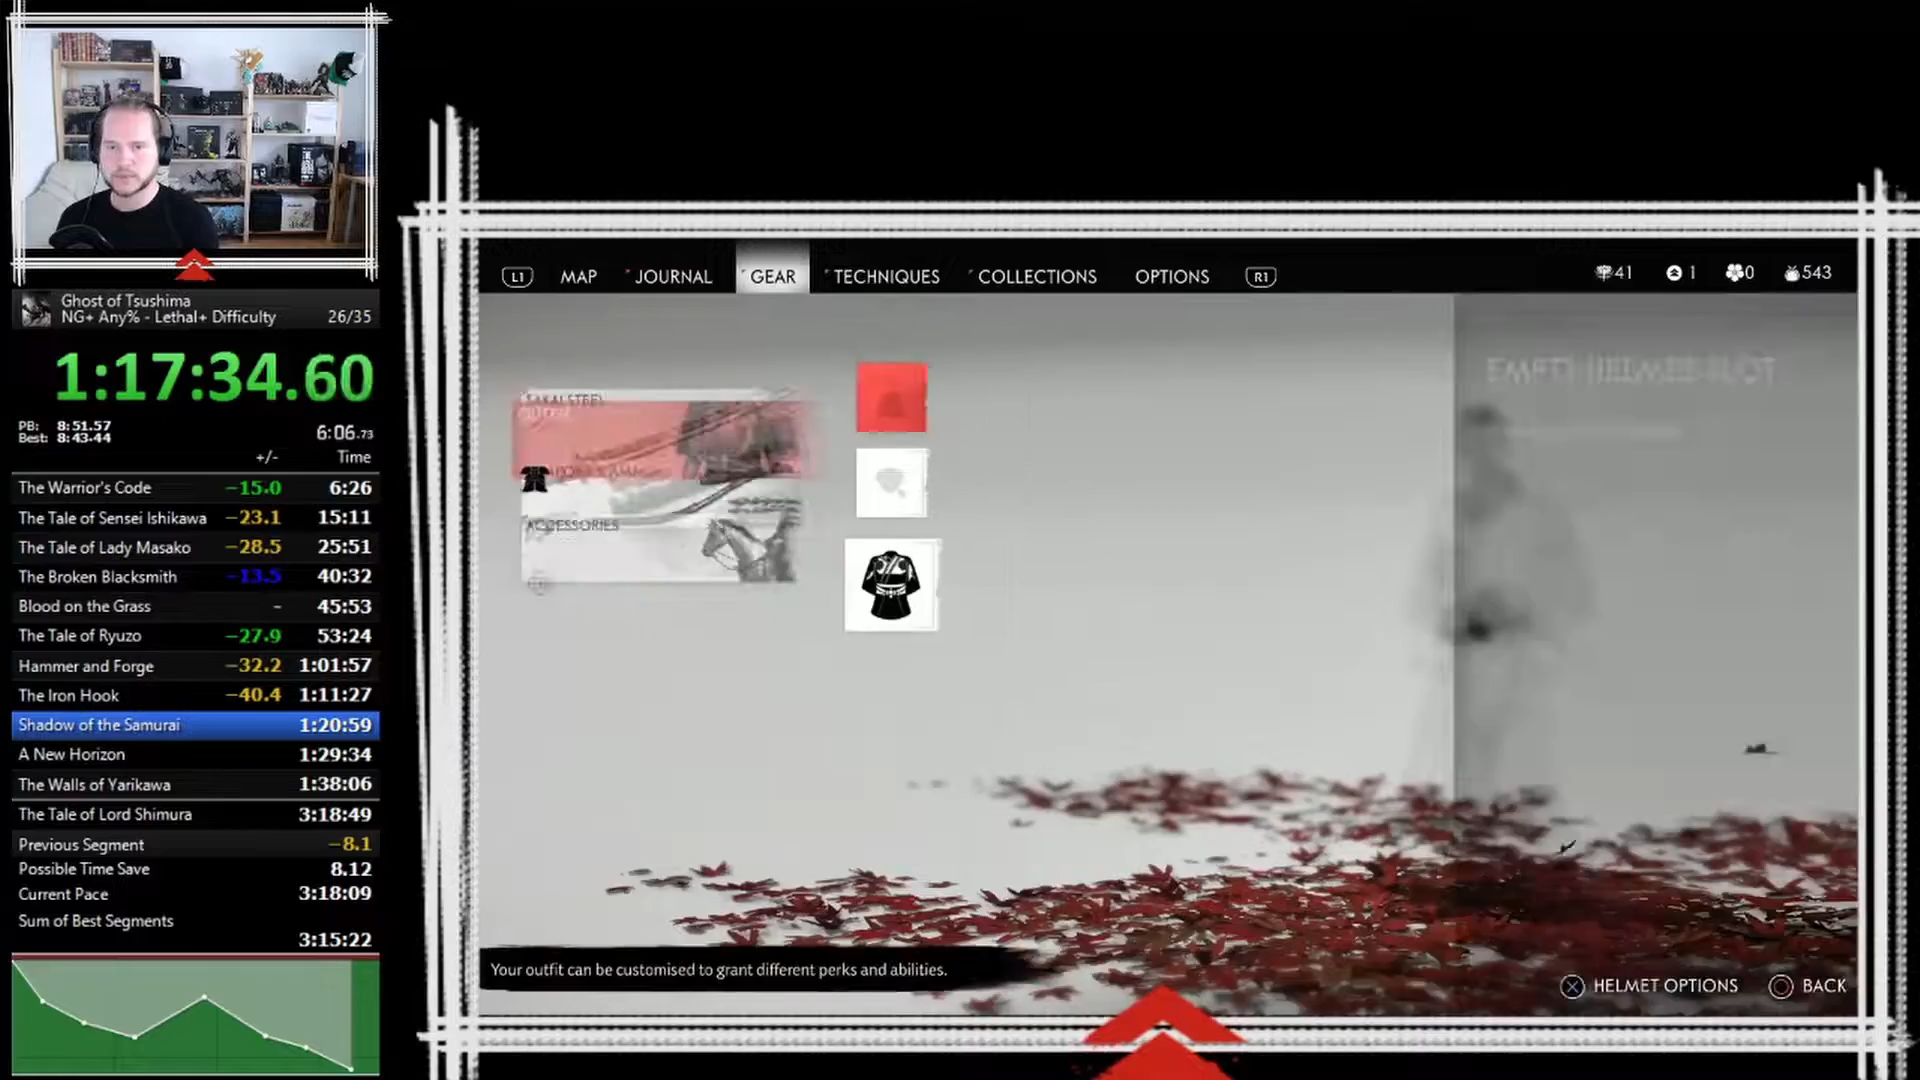 Ghost of Tsushima
NG+ Any% - Lethal+ Difficulty 26/35
1:17:34.60
PB: 8:51.57
Best: 8:43.44
6:06.73
+/- Time
The Warrior's Code −15.0 6:26
The Tale of Sensei Ishikawa −23.1 15:11
The Tale of Lady Masako −28.5 25:51
The Broken Blacksmith −13.5 40:32
Blood on the Grass - 45:53
The Tale of Ryuzo −27.9 53:24
Hammer and Forge −32.2 1:01:57
The Iron Hook −40.4 1:11:27
Shadow of the Samurai 1:20:59
A New Horizon 1:29:34
The Walls of Yarikawa 1:38:06
The Tale of Lord Shimura 3:18:49
Previous Segment −8.1
Possible Time Save 8.12
Current Pace 3:18:09
Sum of Best Segments
3:15:22
L1 MAP JOURNAL GEAR TECHNIQUES COLLECTIONS OPTIONS R1
41 1 0 543
SAKAI STEEL
ACCESSORIES
EMPTY HELMET SLOT
Your outfit can be customised to grant different perks and abilities.
HELMET OPTIONS BACK